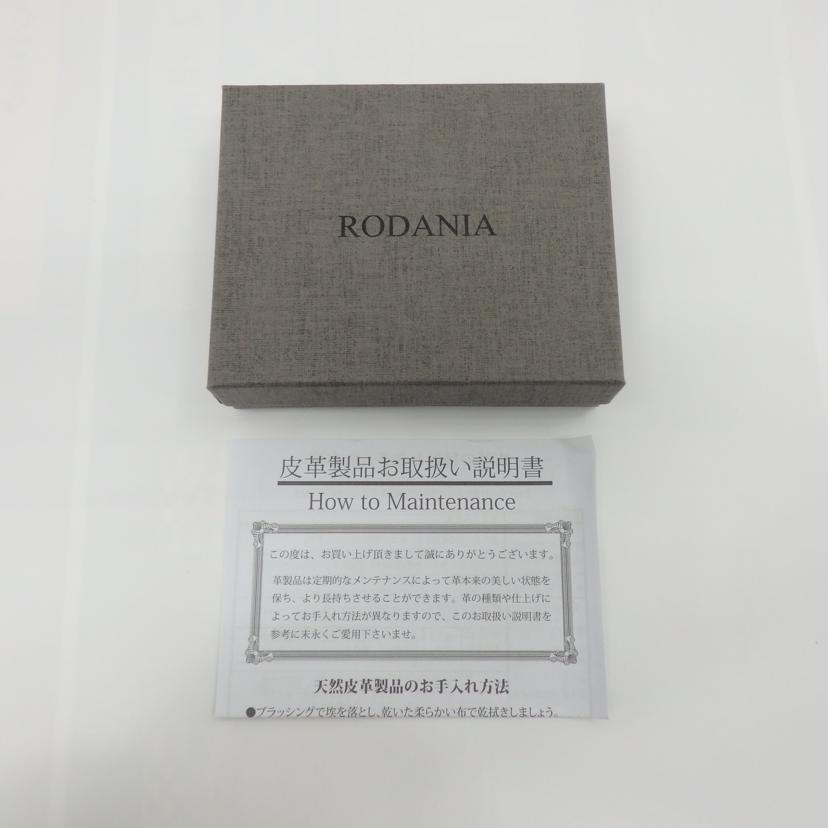 RODANIA
皮革製品お取扱い説明書
How to Maintenance
この度は、お買い上げ頂きまして誠にありがとうございます。
革製品は定期的なメンテナンスによって革本来の美しい状態を
保ち、より長持ちさせることができます。革の種類や仕上げに
よってお手入れ方法が異なりますので、このお取扱い説明書を
参考に末永くご愛用下さいませ。
天然皮革製品のお手入れ方法
●ブラッシングで埃を落とし、乾いた柔らかい布で乾拭きしましょう。